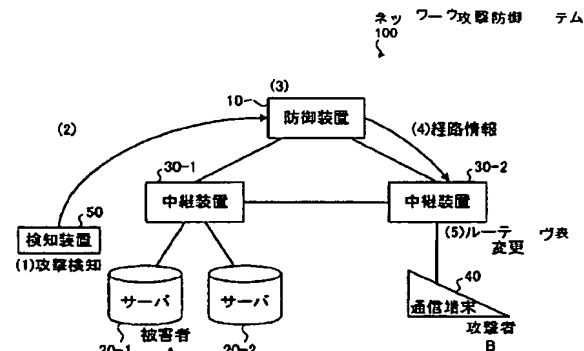 ネッ ワーウ攻撃防御 テム
100
(3)
10
防御装置
(2)
(4)経路情報
30-1
30-2
中継装置
中継装置
50
検知装置
(1)攻撃検知
(5)ルーテ ヴ表
変更
40
サーバ
サーバ
通信端末
被害者
攻撃者
20-1
A
20-2
B